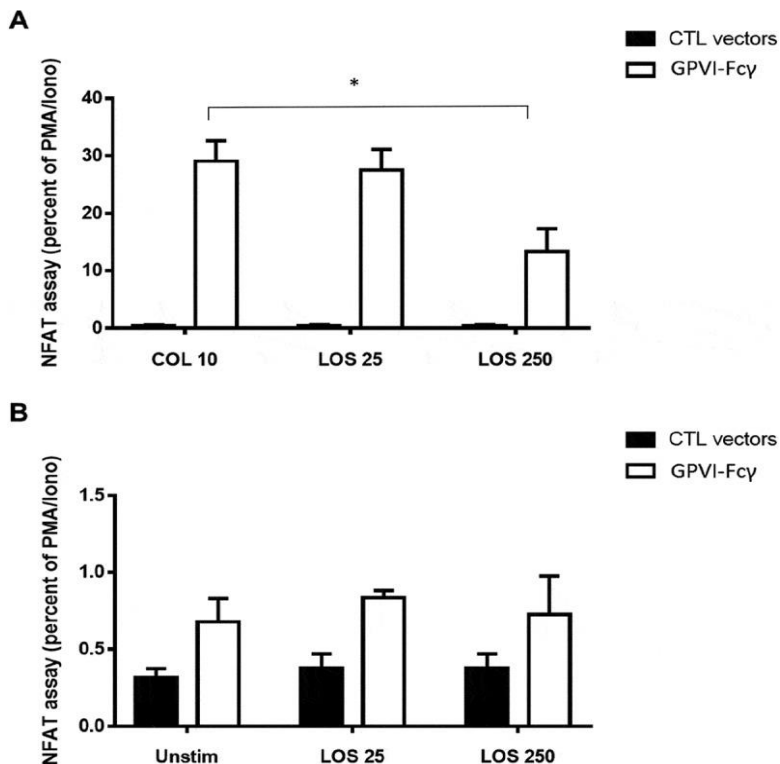 A
CTL vectors
GPVI-Fcγ
NFAT assay (percent of PMA/Iono)
40
30
20
10
0
*
COL 10 LOS 25 LOS 250
B
CTL vectors
GPVI-Fcγ
NFAT assay (percent of PMA/Iono)
1.5
1.0
0.5
0.0
Unstim LOS 25 LOS 250